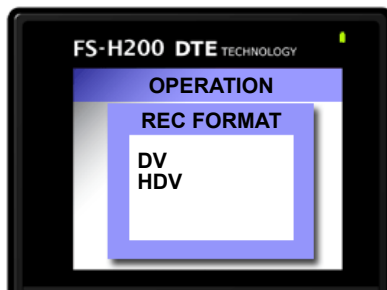 FS-H200 DTE TECHNOLOGY
OPERATION
REC FORMAT
DV
HDV